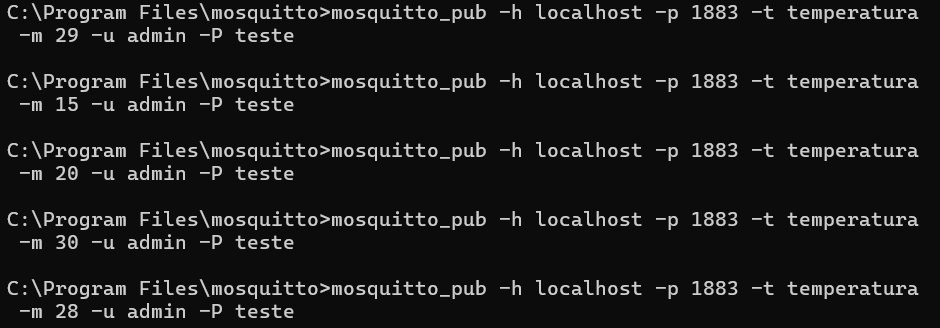 C:\Program Files\mosquitto>mosquitto_pub -h localhost -p 1883 -t temperatura
-m 29 -u admin -P teste
C:\Program Files\mosquitto>mosquitto_pub -h localhost -p 1883 -t temperatura
-m 15 -u admin -P teste
C:\Program Files\mosquitto>mosquitto_pub -h localhost -p 1883 -t temperatura
-m 20 -u admin -P teste
C:\Program Files\mosquitto>mosquitto_pub -h localhost -p 1883 -t temperatura
-m 30 -u admin -P teste
C:\Program Files\mosquitto>mosquitto_pub -h localhost -p 1883 -t temperatura
-m 28 -u admin -P teste